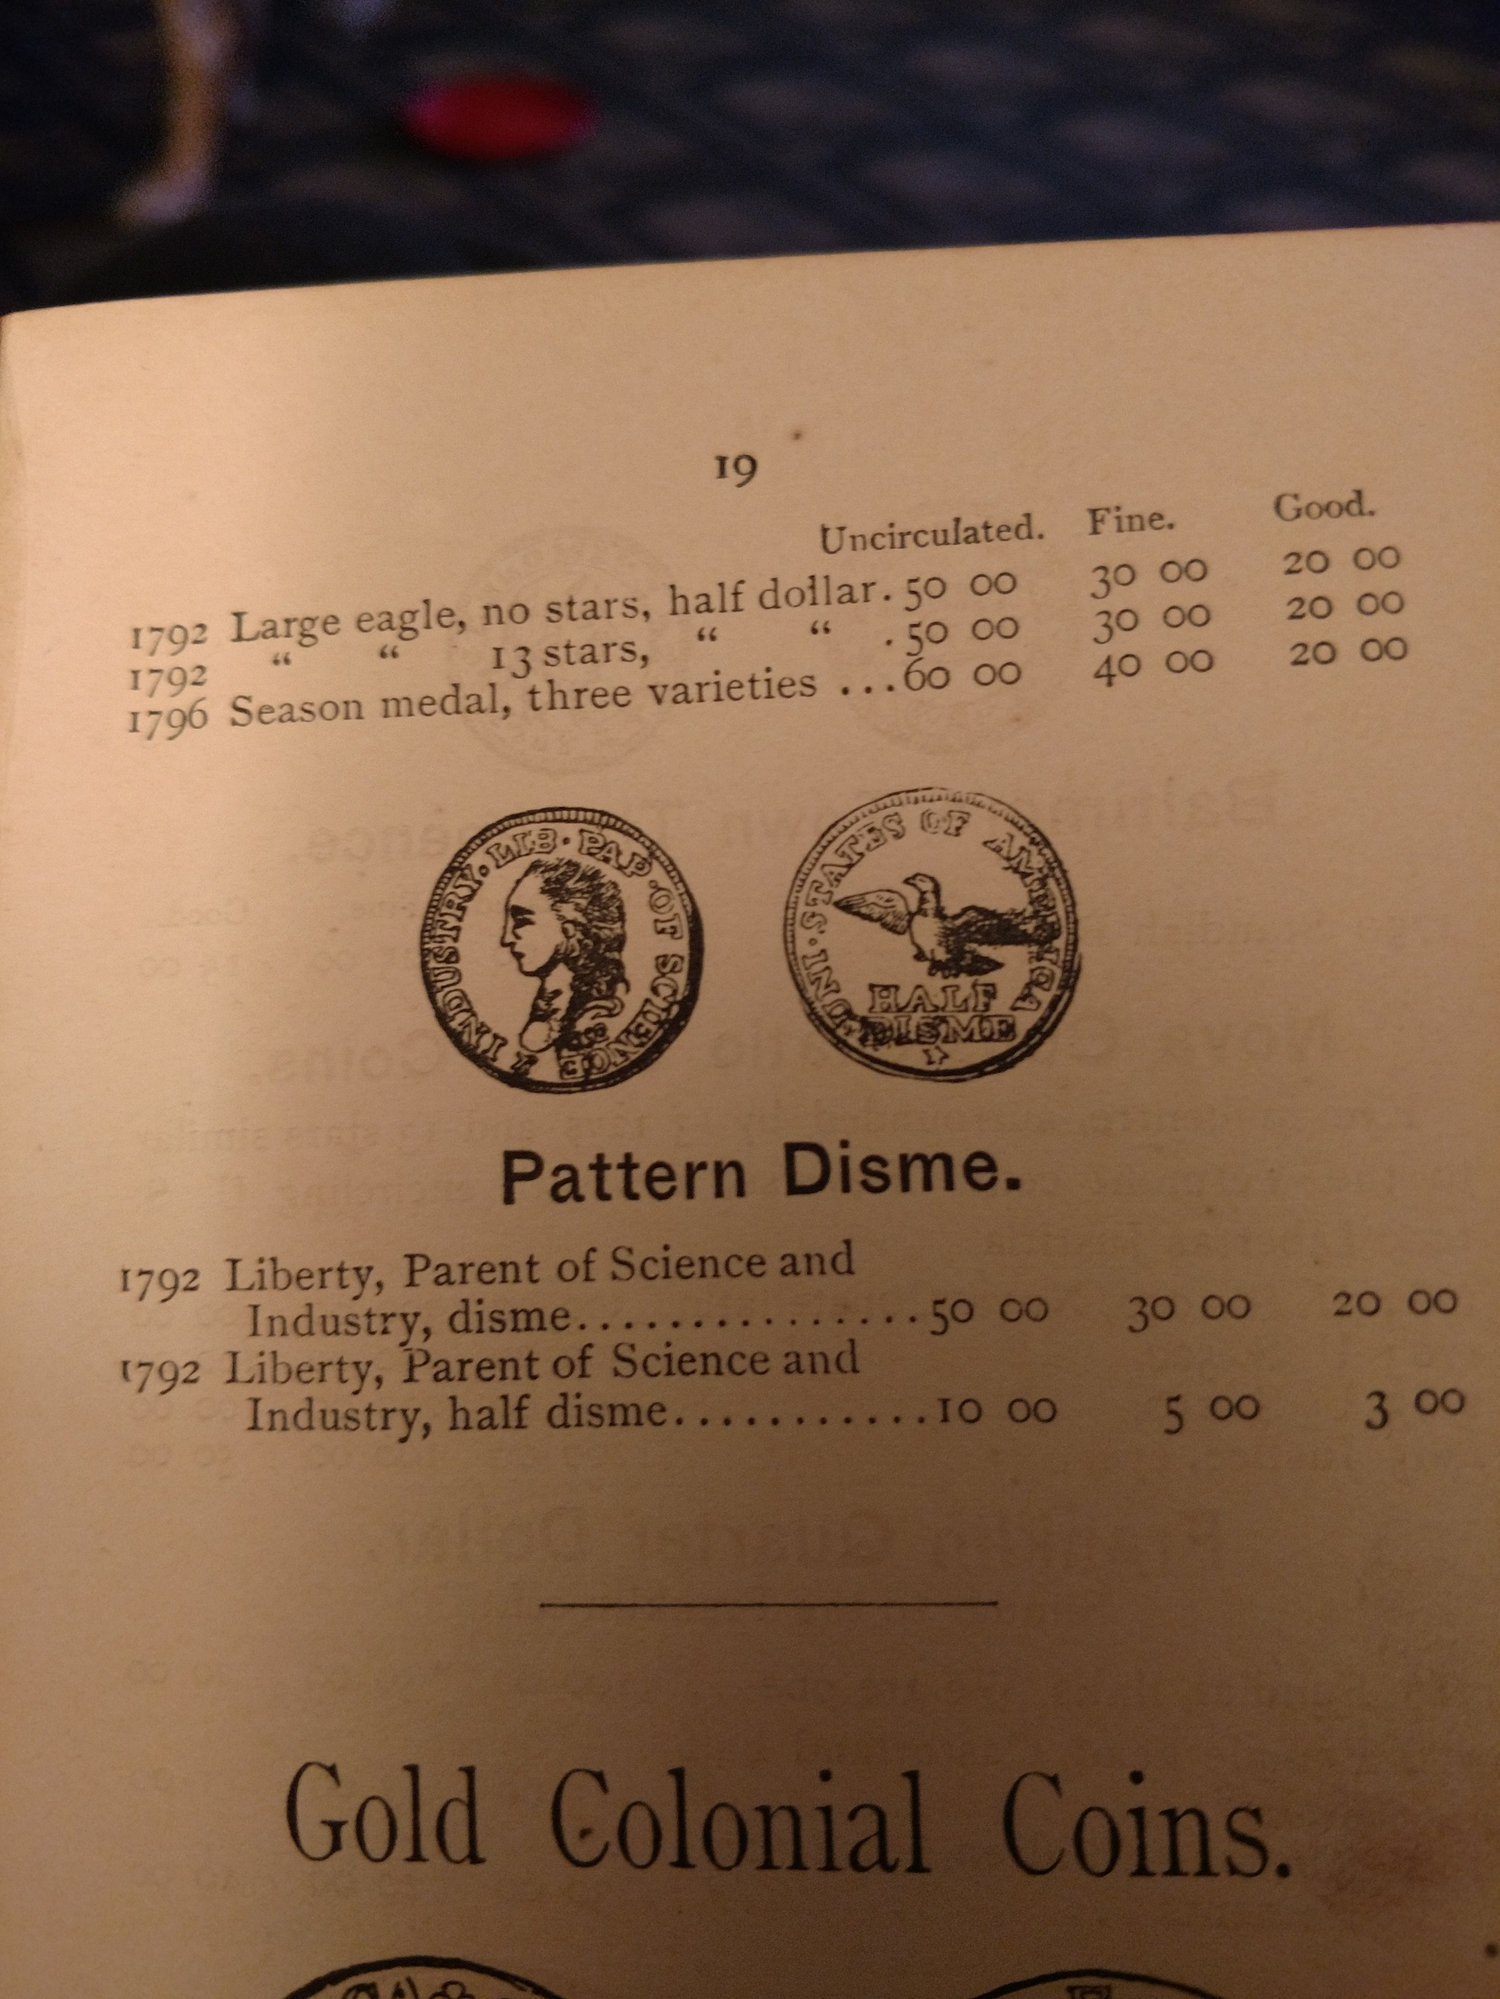 19
Uncirculated. Fine. Good.
1792 Large eagle, no stars, half dollar. 50 00 30 00 20 00
1792 “ “ 13 stars, “ “ . 50 00 30 00 20 00
1796 Season medal, three varieties ... 60 00 40 00 20 00
INDUSTRY · LIB · PAP · OF SCIENCE
· STATES OF AMERICA
HALF
DISME
Pattern Disme.
1792 Liberty, Parent of Science and
Industry, disme............... 50 00 30 00 20 00
1792 Liberty, Parent of Science and
Industry, half disme............ 10 00 5 00 3 00
Gold Colonial Coins.